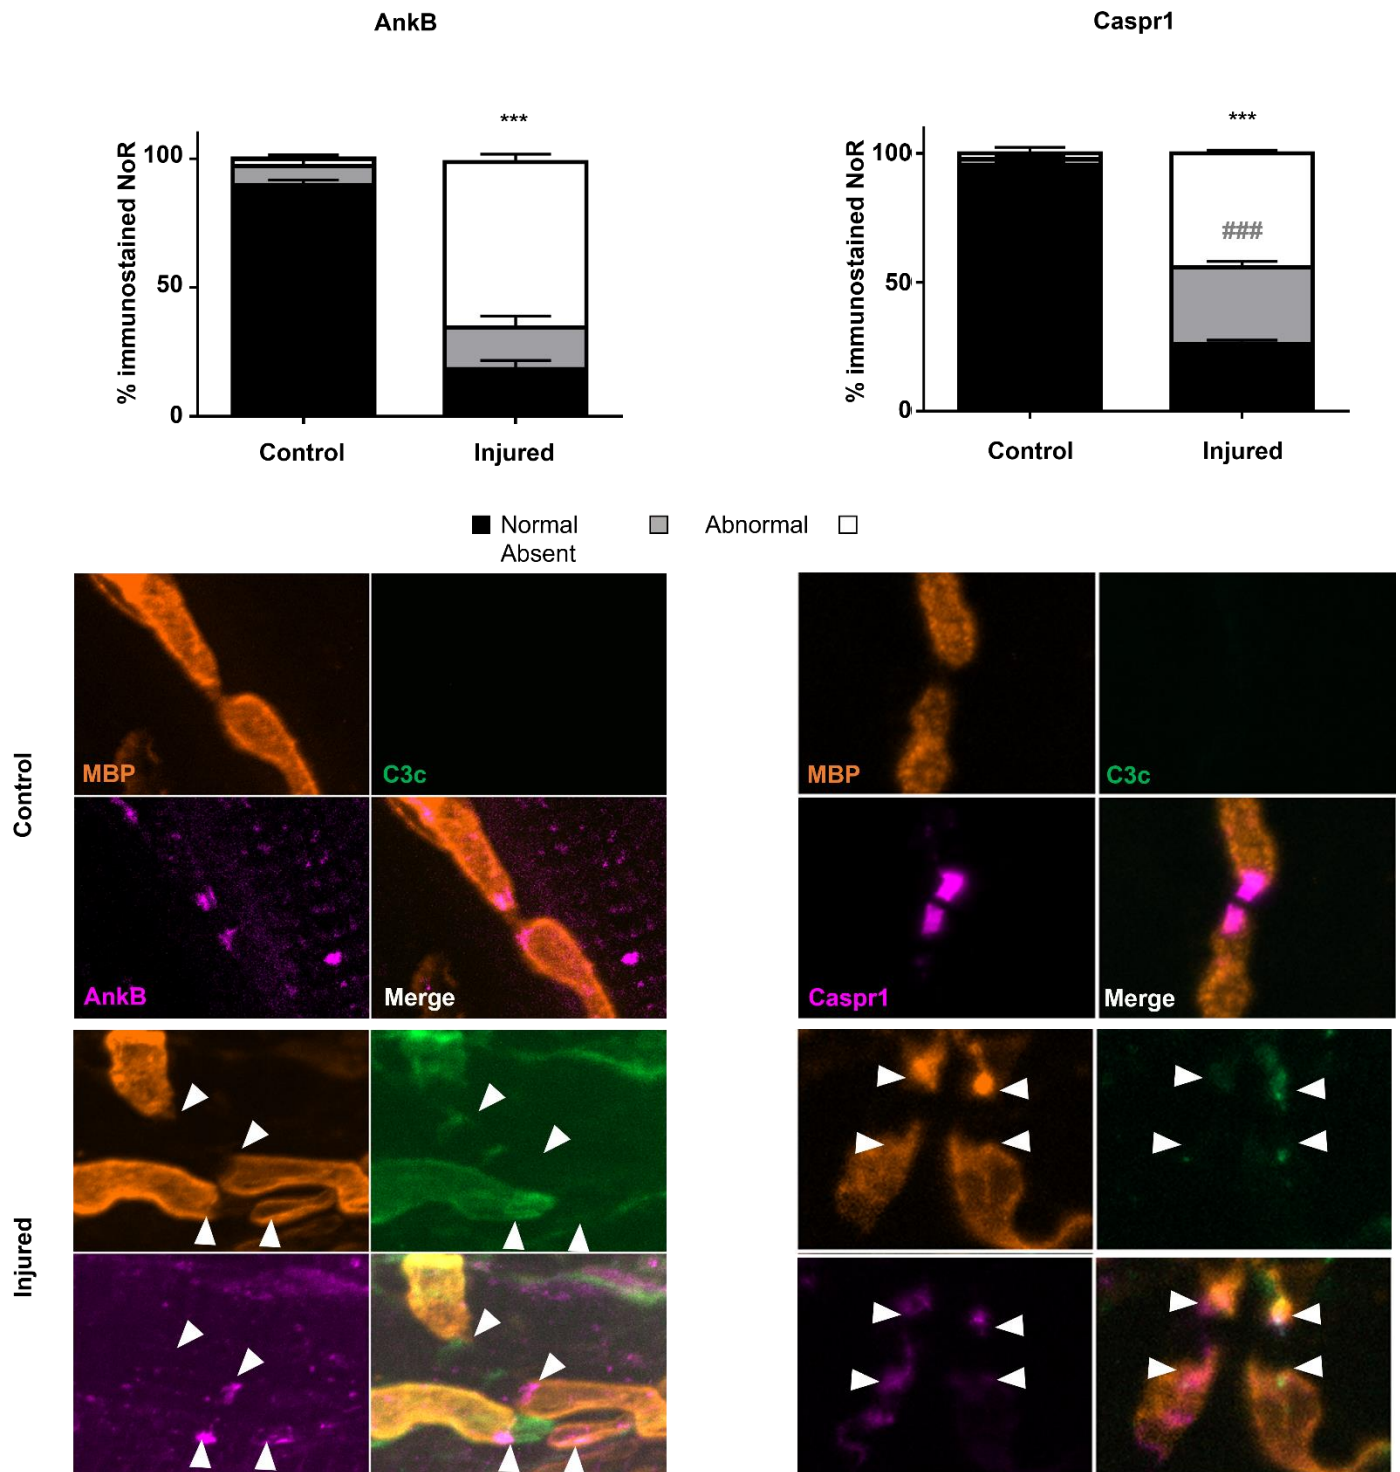 AnkB
Caspr1
***
% immunostained NoR
100
50
0
Control
Injured
***
###
% immunostained NoR
100
50
0
Control
Injured
Normal Abnormal
Absent
Control
MBP
C3c
AnkB
Merge
MBP
C3c
Caspr1
Merge
Injured